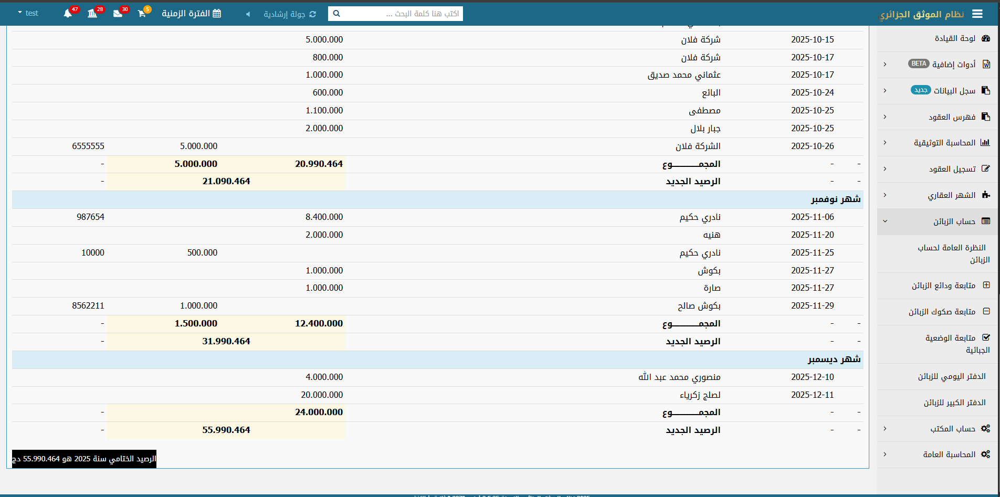 نظام الموثق الجزائري
اكتب هنا كلمة البحث ...
جولة إرشادية
الفترة الزمنية
5
30
28
47
test
لوحة القيادة
أدوات إضافية BETA
سجل البيانات جديد
فهرس العقود
المحاسبة التوثيقية
تسجيل العقود
الشهر العقاري
حساب الزبائن
النظرة العامة لحساب
الزبائن
متابعة ودائع الزبائن
متابعة صكوك الزبائن
متابعة الوضعية
الجبائية
الدفتر اليومي للزبائن
الدفتر الكبير للزبائن
حساب المكتب
المحاسبة العامة
2025-10-15 شركة فلان 5.000.000
2025-10-17 شركة فلان 800.000
2025-10-17 عثماني محمد صديق 1.000.000
2025-10-24 البائع 600.000
2025-10-25 مصطفى 1.100.000
2025-10-25 جبار بلال 2.000.000
2025-10-26 الشركة فلان 5.000.000 6555555
- - المجمـــــــــــوع 20.990.464 5.000.000 -
- - الرصيد الجديد 21.090.464 -
شهر نوفمبر
2025-11-06 نادري حكيم 8.400.000 987654
2025-11-20 هنيه 2.000.000
2025-11-25 نادري حكيم 500.000 10000
2025-11-27 بكوش 1.000.000
2025-11-27 صارة 1.000.000
2025-11-29 بكوش صالح 1.000.000 8562211
- - المجمـــــــــــوع 12.400.000 1.500.000 -
- - الرصيد الجديد 31.990.464 -
شهر ديسمبر
2025-12-10 منصوري محمد عبد الله 4.000.000
2025-12-11 لصلج زكرياء 20.000.000
- - المجمـــــــــــوع 24.000.000 -
- - الرصيد الجديد 55.990.464 -
الرصيد الختامي سنة 2025 هو 55.990.464 دج